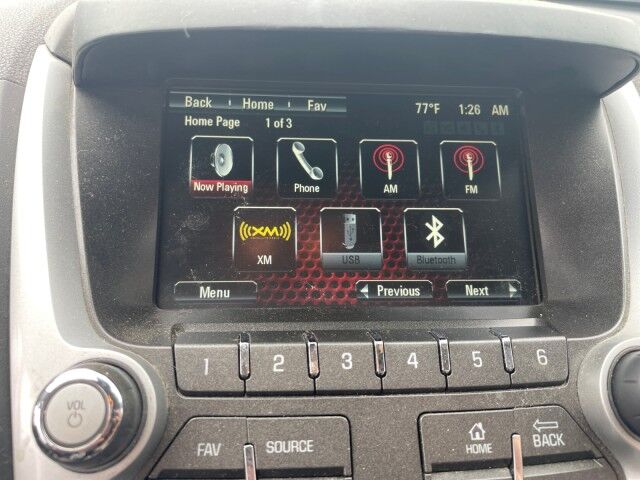 Back Home Fav 77°F 1:26 AM
Home Page 1 of 3
Now Playing Phone AM FM
((XM)) 
XM USB Bluetooth
Menu Previous Next
1 2 3 4 5 6
VOL
FAV SOURCE HOME BACK